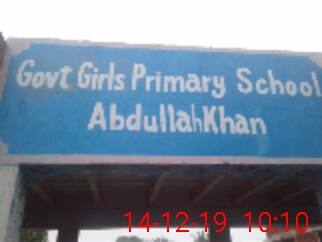 Govt Girls Primary School
AbdullahKhan
14-12-19 10:10